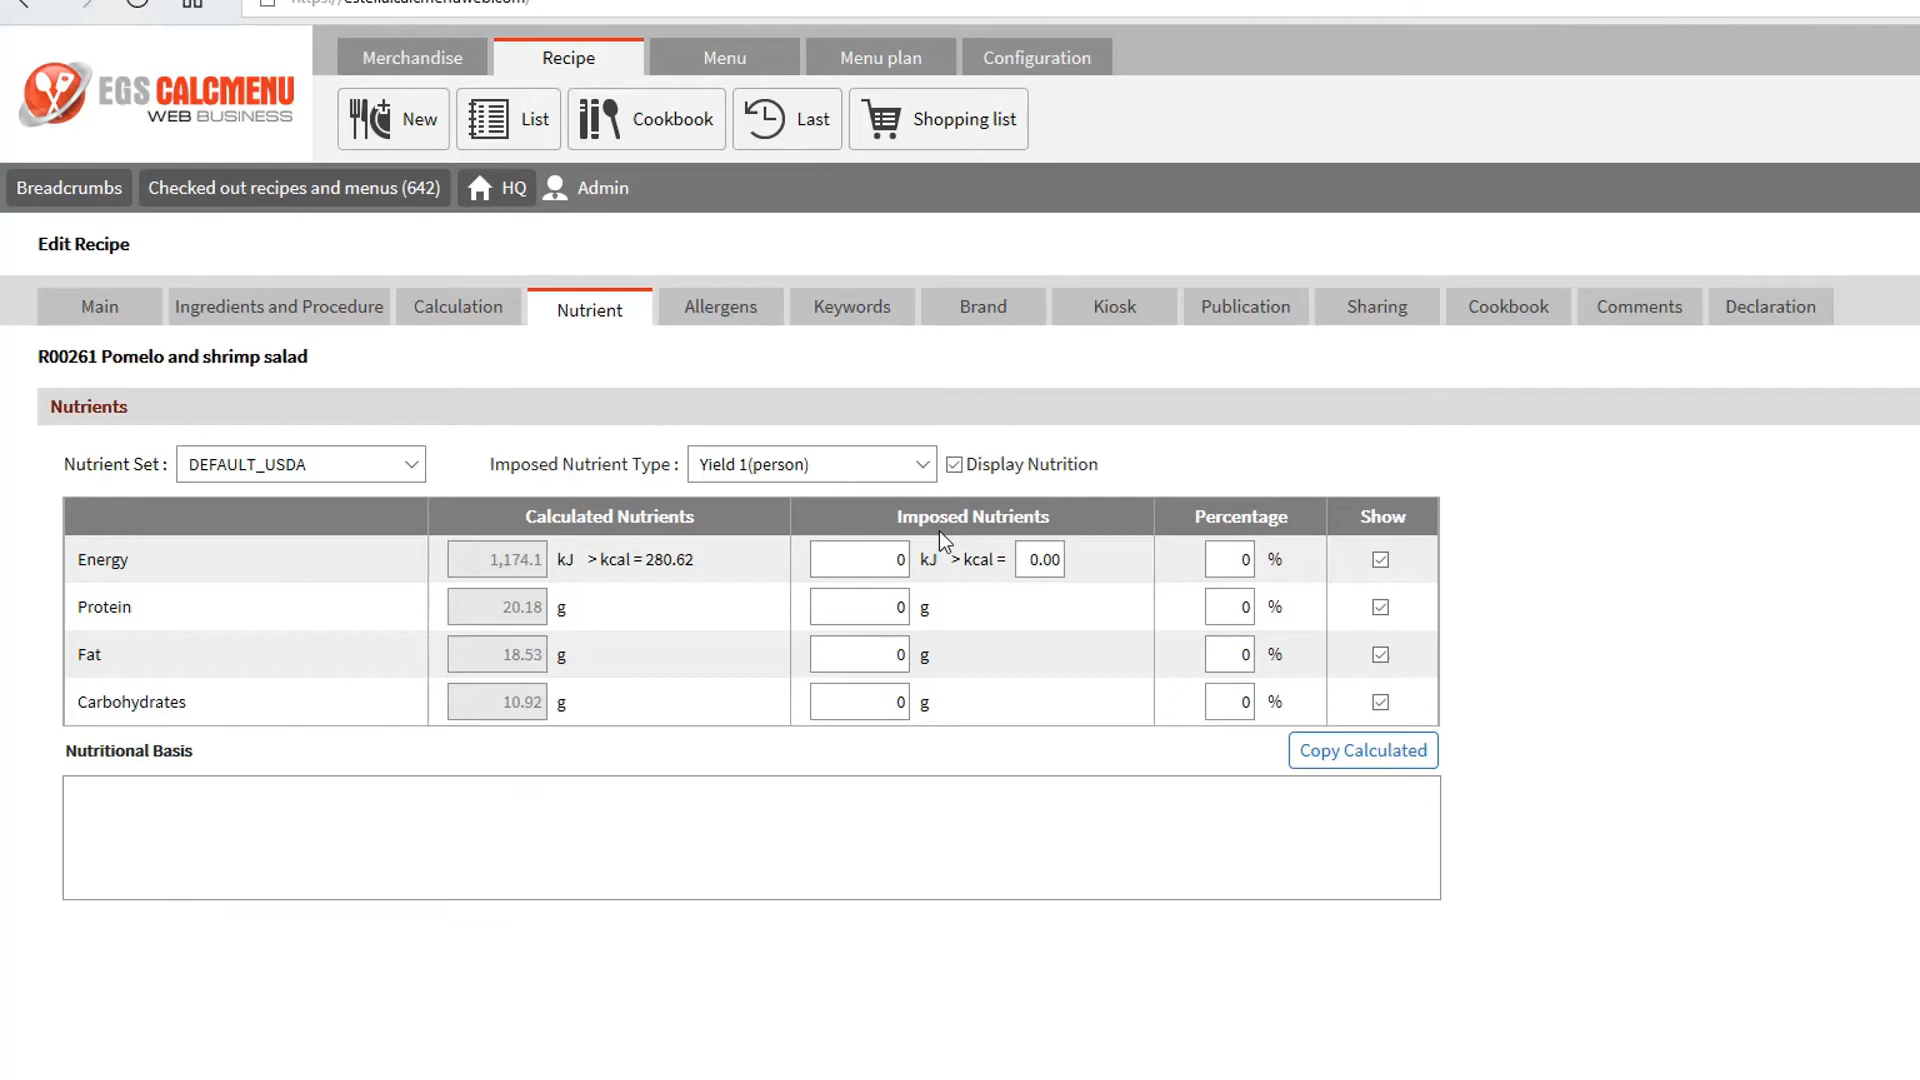 https://estella.calcmenuweb.com/
Merchandise Recipe Menu Menu plan Configuration
EGS CALCMENU
WEB BUSINESS
New List Cookbook Last Shopping list
Breadcrumbs Checked out recipes and menus (642) HQ Admin
Edit Recipe
Main Ingredients and Procedure Calculation Nutrient Allergens Keywords Brand Kiosk Publication Sharing Cookbook Comments Declaration
R00261 Pomelo and shrimp salad
Nutrients
Nutrient Set : DEFAULT_USDA Imposed Nutrient Type : Yield 1(person) Display Nutrition
Calculated Nutrients Imposed Nutrients Percentage Show
Energy 1,174.1 kJ > kcal = 280.62 0 kJ > kcal = 0.00 0 %
Protein 20.18 g 0 g 0 %
Fat 18.53 g 0 g 0 %
Carbohydrates 10.92 g 0 g 0 %
Nutritional Basis Copy Calculated